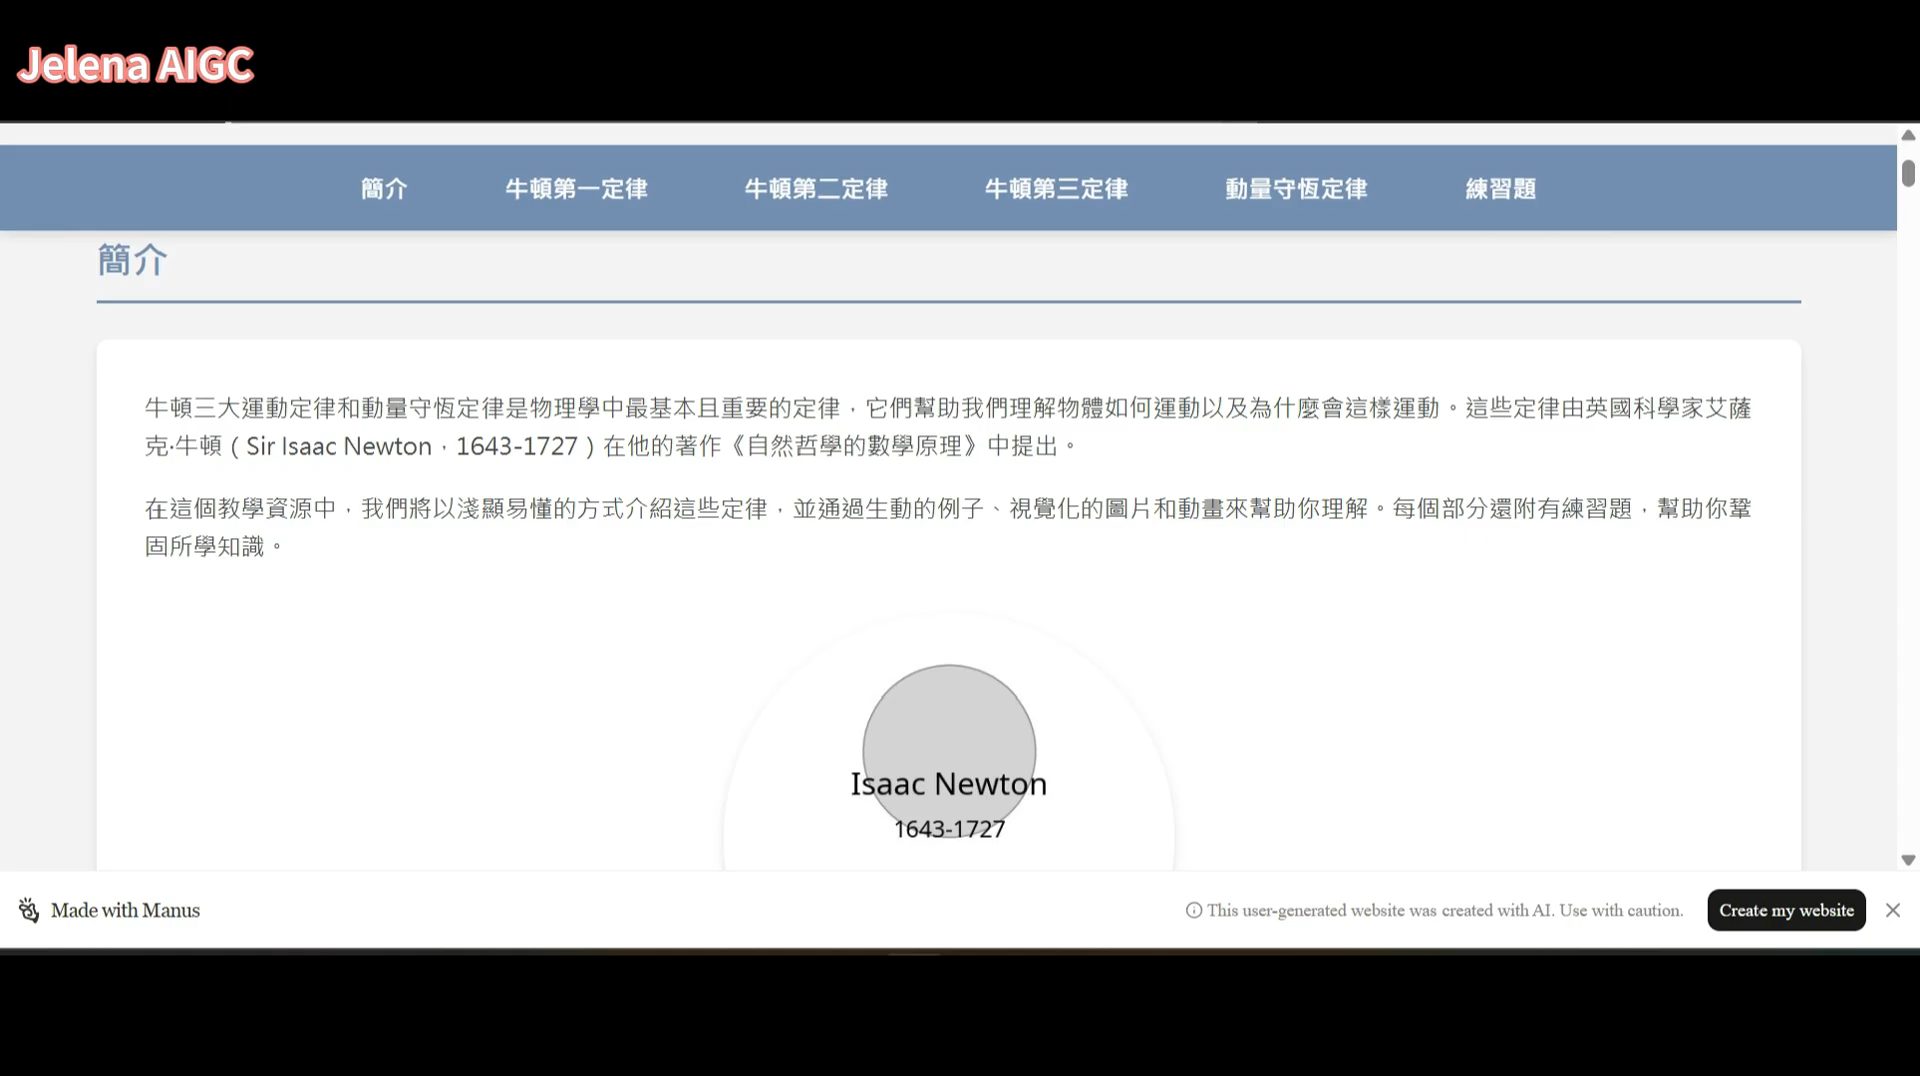 Jelena AIGC
簡介 牛頓第一定律 牛頓第二定律 牛頓第三定律 動量守恆定律 練習題
簡介
牛頓三大運動定律和動量守恆定律是物理學中最基本且重要的定律，它們幫助我們理解物體如何運動以及為什麼會這樣運動。這些定律由英國科學家艾薩
克·牛頓（Sir Isaac Newton，1643-1727）在他的著作《自然哲學的數學原理》中提出。
在這個教學資源中，我們將以淺顯易懂的方式介紹這些定律，並通過生動的例子、視覺化的圖片和動畫來幫助你理解。每個部分還附有練習題，幫助你鞏
固所學知識。
Isaac Newton
1643-1727
Made with Manus
This user-generated website was created with AI. Use with caution.
Create my website